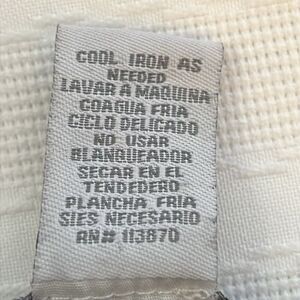 COOL IRON AS
NEEDED
LAVAR A MAQUINA
COAGUA FRIA
CICLO DELICADO
NO USAR
BLANQUEADOR
SECAR EN EL
TENDEDERO
PLANCHA FRIA
SIES NECESARIO
RN# 113870